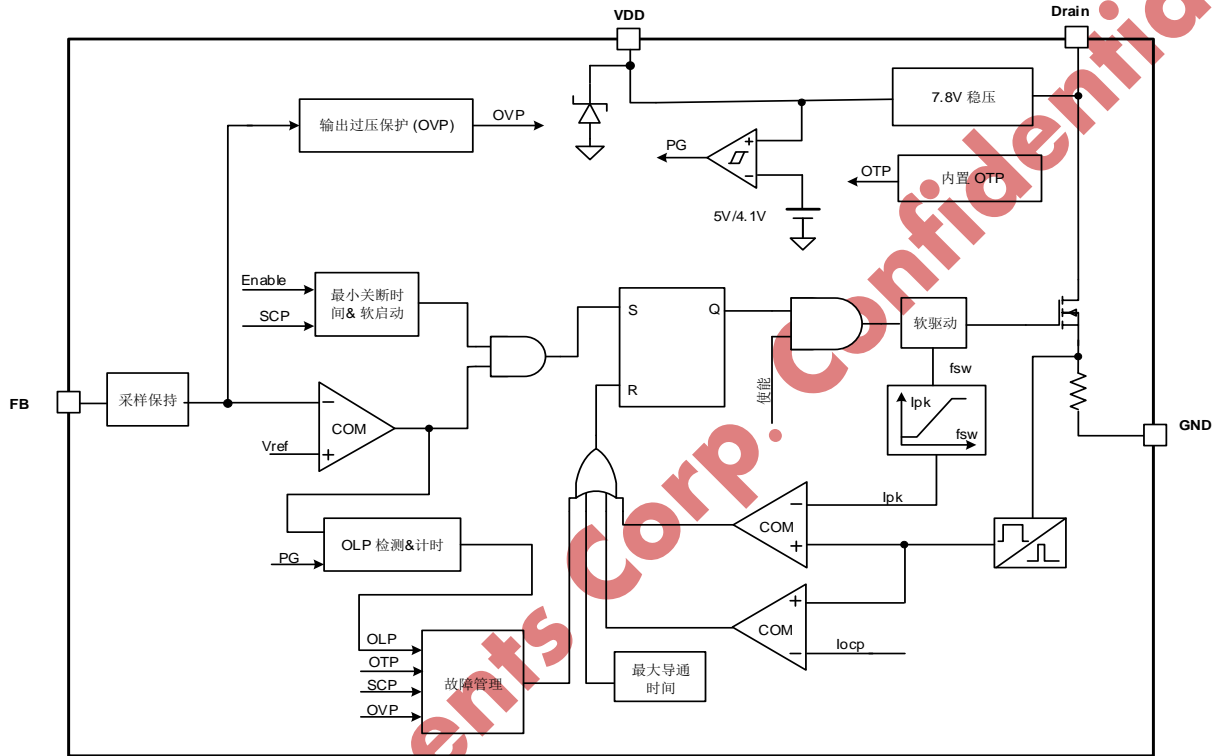 VDD
Drain
7.8V 稳压
输出过压保护 (OVP)
OVP
PG
+
−
OTP
内置 OTP
5V/4.1V
Enable
SCP
最小关断时
间& 软启动
S
Q
R
软驱动
使能
fsw
Ipk
fsw
FB
采样保持
−
COM
+
Vref
GND
Ipk
−
COM
+
OLP 检测&计时
PG
+
COM
−
Iocp
OLP
OTP
SCP
OVP
故障管理
最大导通
时间
ents Corp. Confidential